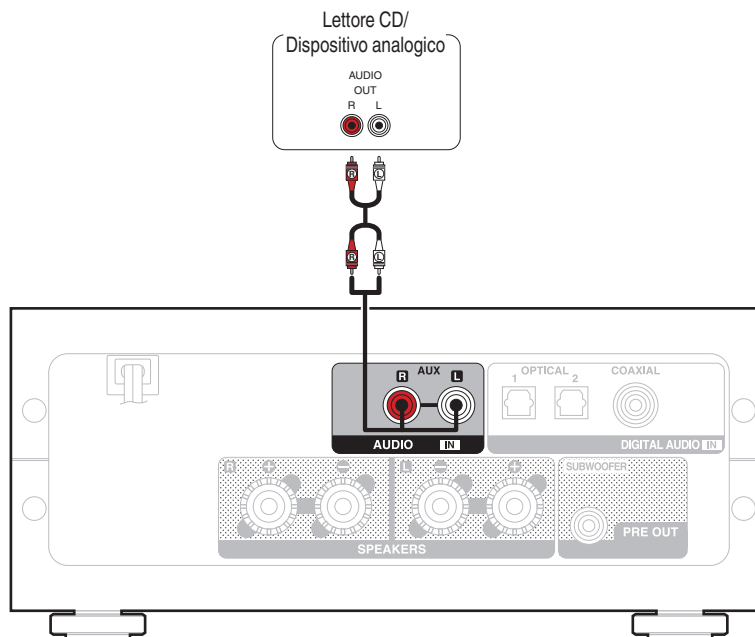 Lettore CD/
Dispositivo analogico
AUDIO
OUT
R L
R L
R L
R AUX L
AUDIO IN
OPTICAL
1 2
COAXIAL
DIGITAL AUDIO IN
R + − L − +
SPEAKERS
SUBWOOFER
PRE OUT